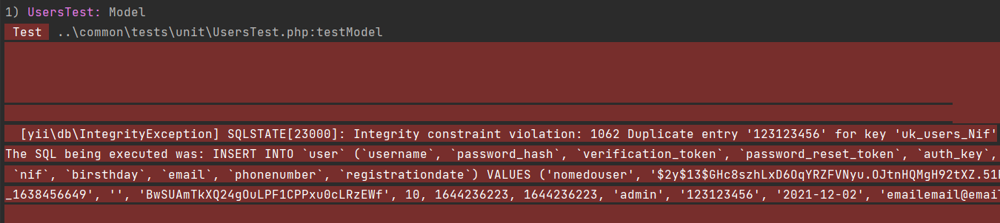 1) UsersTest: Model
Test ..\common\tests\unit\UsersTest.php:testModel
[yii\db\IntegrityException] SQLSTATE[23000]: Integrity constraint violation: 1062 Duplicate entry '123123456' for key 'uk_users_Nif'
The SQL being executed was: INSERT INTO `user` (`username`, `password_hash`, `verification_token`, `password_reset_token`, `auth_key`,
`nif`, `birsthday`, `email`, `phonenumber`, `registrationdate`) VALUES ('nomedouser', '$2y$13$GHc8szhLxD6OqYRZFVNyu.OJtnHQMgH92tXZ.51
_1638456649', '', 'BwSUAmTkXQ24gOuLPF1CPPxu0cLRzEWf', 10, 1644236223, 1644236223, 'admin', '123123456', '2021-12-02', 'emailemail@email